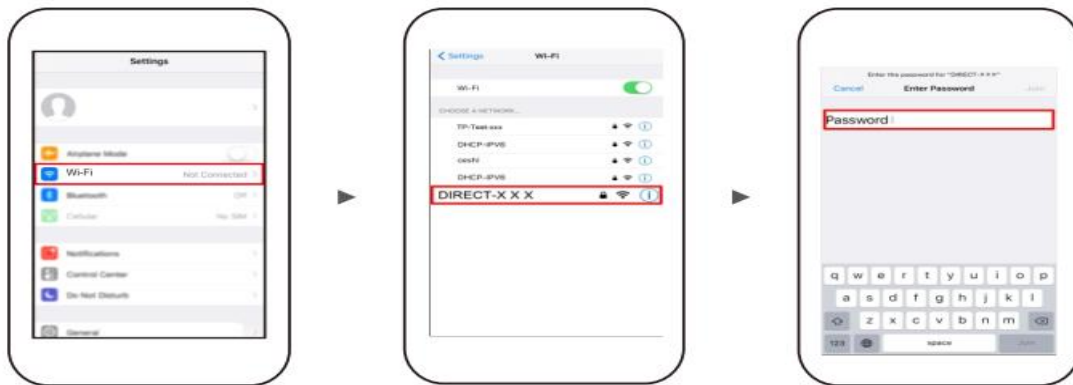 Settings
Airplane Mode
Wi-Fi
Not Connected
Bluetooth
Off
Cellular
No SIM
Notifications
Control Center
Do Not Disturb
General
Settings
Wi-Fi
Wi-Fi
CHOOSE A NETWORK...
TP-Test-xxx
DHCP-IPV6
ceshi
DHCP-IPV6
DIRECT-X X X
Enter the password for "DIRECT-X X X"
Cancel
Enter Password
Join
Password
q w e r t y u i o p
a s d f g h j k l
z x c v b n m
123
space
Join